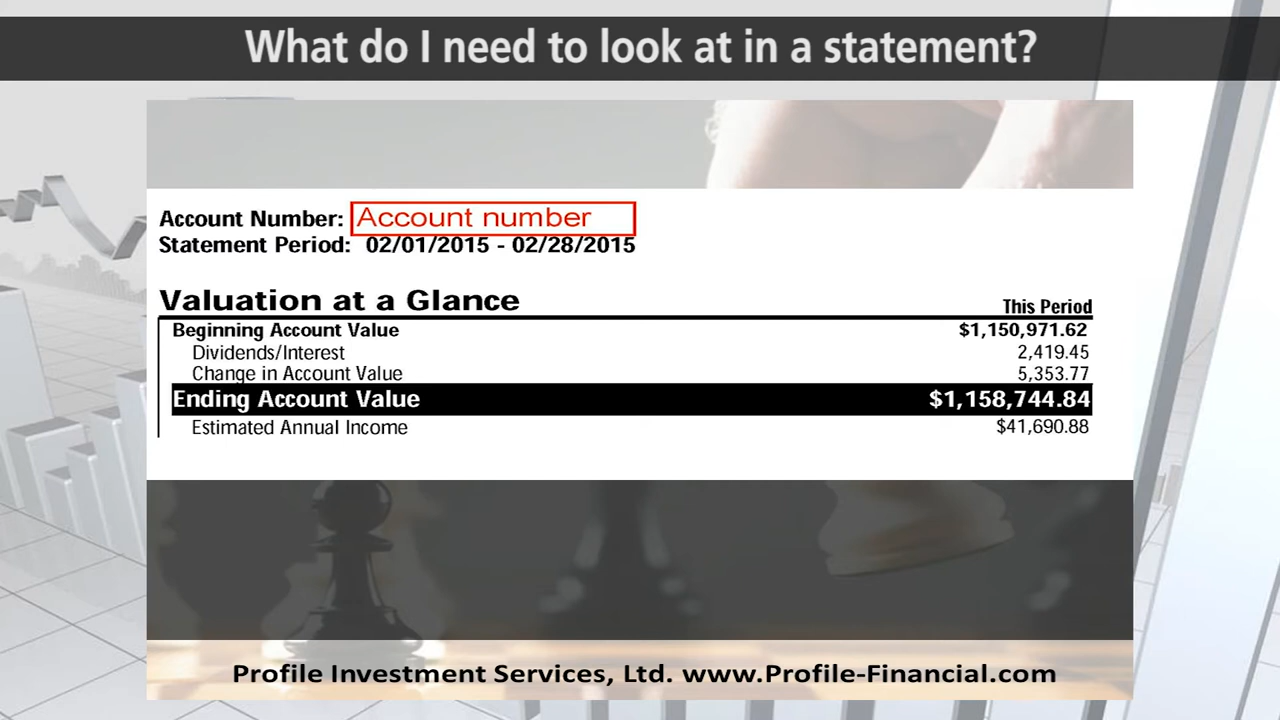 What do I need to look at in a statement?
Account Number: Account number
Statement Period: 02/01/2015 - 02/28/2015
Valuation at a Glance This Period
Beginning Account Value $1,150,971.62
Dividends/Interest 2,419.45
Change in Account Value 5,353.77
Ending Account Value $1,158,744.84
Estimated Annual Income $41,690.88
Profile Investment Services, Ltd. www.Profile-Financial.com